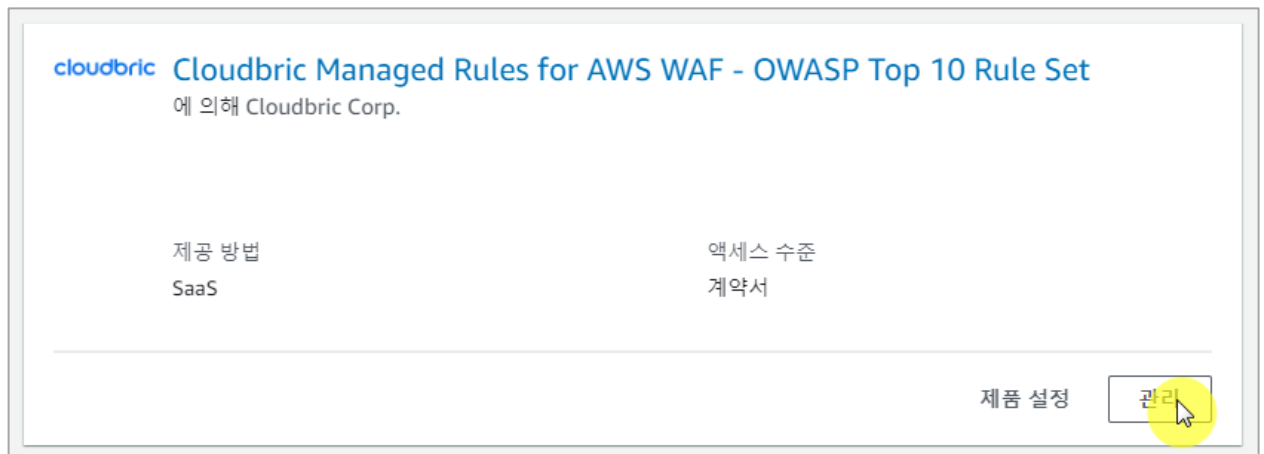 cloudbric Cloudbric Managed Rules for AWS WAF - OWASP Top 10 Rule Set
에 의해 Cloudbric Corp.
제공 방법 액세스 수준
SaaS 계약서
제품 설정 관리